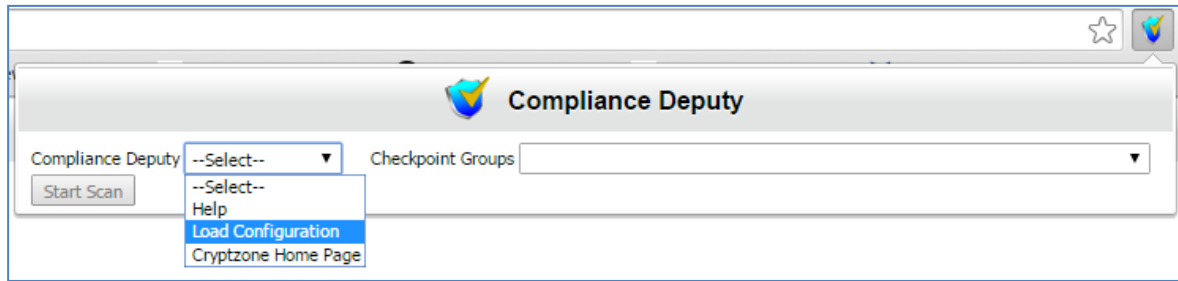 Compliance Deputy
Compliance Deputy --Select-- Checkpoint Groups
Start Scan
--Select--
Help
Load Configuration
Cryptzone Home Page